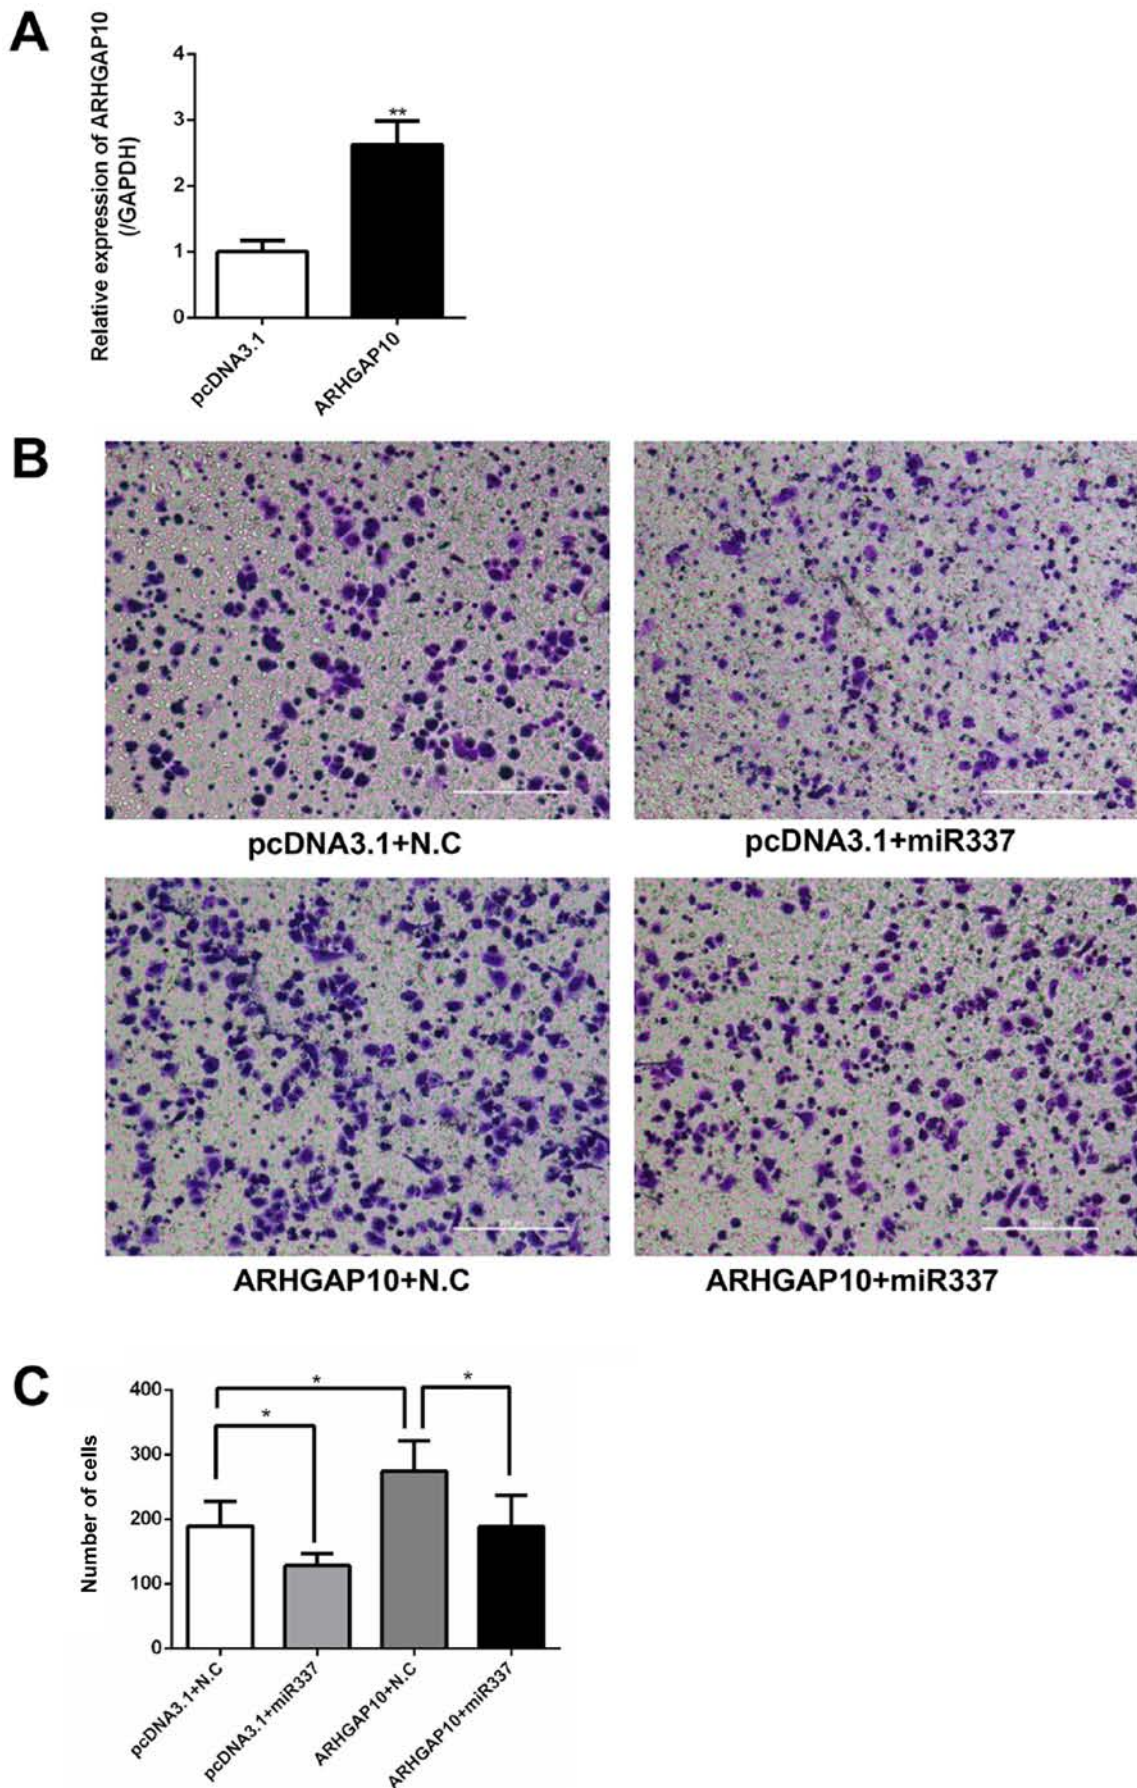 A
Relative expression of ARHGAP10
(/GAPDH)
4
3
2
1
0
**
pcDNA3.1
ARHGAP10
B
pcDNA3.1+N.C
pcDNA3.1+miR337
ARHGAP10+N.C
ARHGAP10+miR337
C
Number of cells
400
300
200
100
0
*
*
*
pcDNA3.1+N.C
pcDNA3.1+miR337
ARHGAP10+N.C
ARHGAP10+miR337